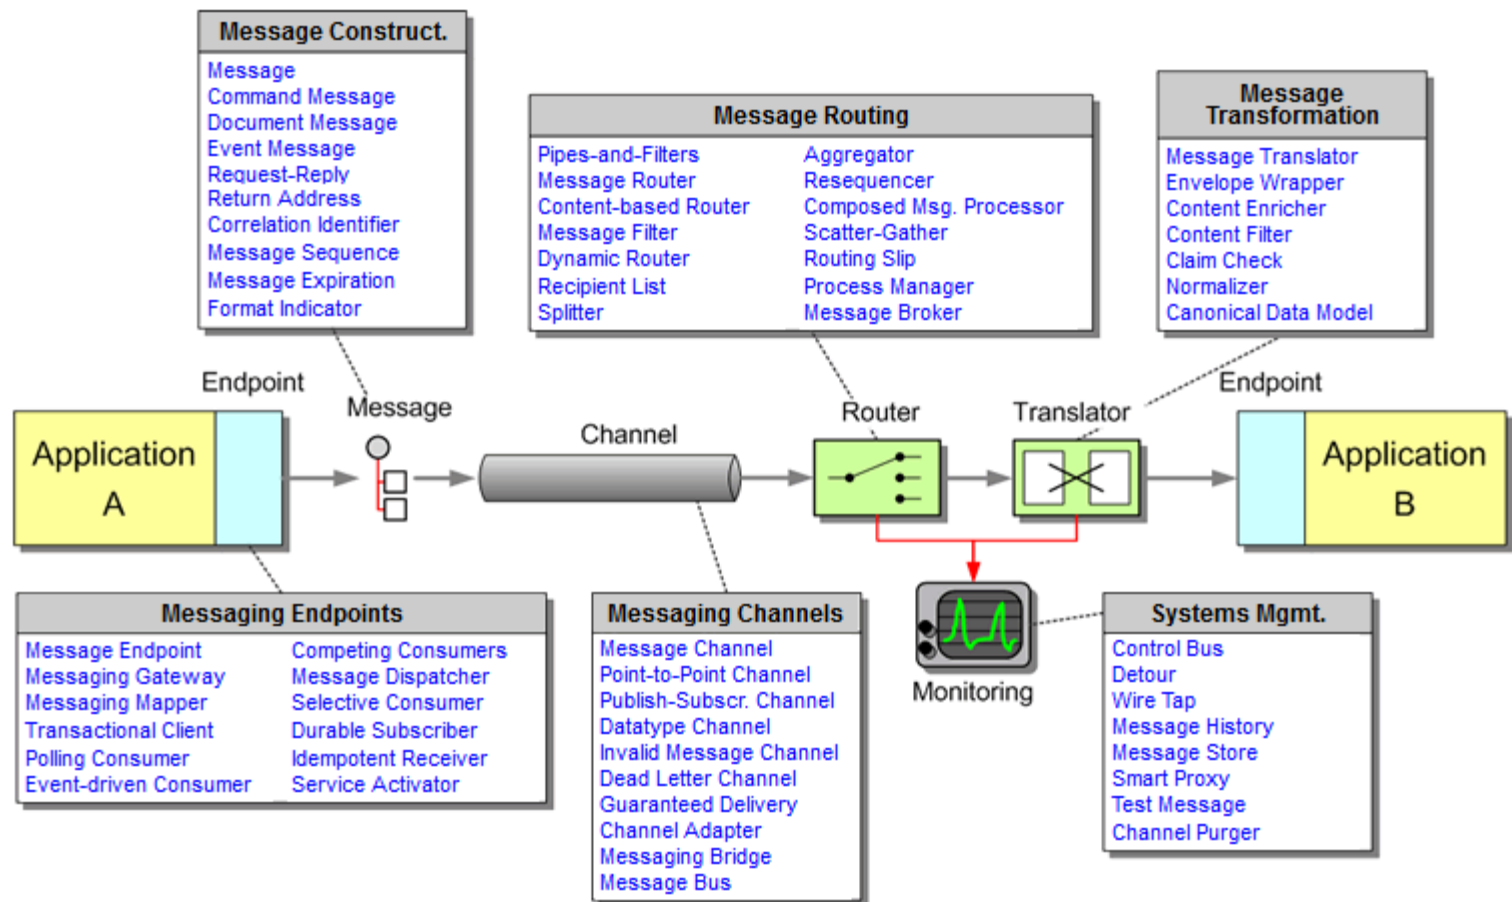 Message Construct.
Message
Command Message
Document Message
Event Message
Request-Reply
Return Address
Correlation Identifier
Message Sequence
Message Expiration
Format Indicator
Message Routing
Pipes-and-Filters
Message Router
Content-based Router
Message Filter
Dynamic Router
Recipient List
Splitter
Aggregator
Resequencer
Composed Msg. Processor
Scatter-Gather
Routing Slip
Process Manager
Message Broker
Message
Transformation
Message Translator
Envelope Wrapper
Content Enricher
Content Filter
Claim Check
Normalizer
Canonical Data Model
Endpoint
Application
A
Message
Channel
Router
Translator
Endpoint
Application
B
Messaging Endpoints
Message Endpoint
Messaging Gateway
Messaging Mapper
Transactional Client
Polling Consumer
Event-driven Consumer
Competing Consumers
Message Dispatcher
Selective Consumer
Durable Subscriber
Idempotent Receiver
Service Activator
Messaging Channels
Message Channel
Point-to-Point Channel
Publish-Subscr. Channel
Datatype Channel
Invalid Message Channel
Dead Letter Channel
Guaranteed Delivery
Channel Adapter
Messaging Bridge
Message Bus
Monitoring
Systems Mgmt.
Control Bus
Detour
Wire Tap
Message History
Message Store
Smart Proxy
Test Message
Channel Purger